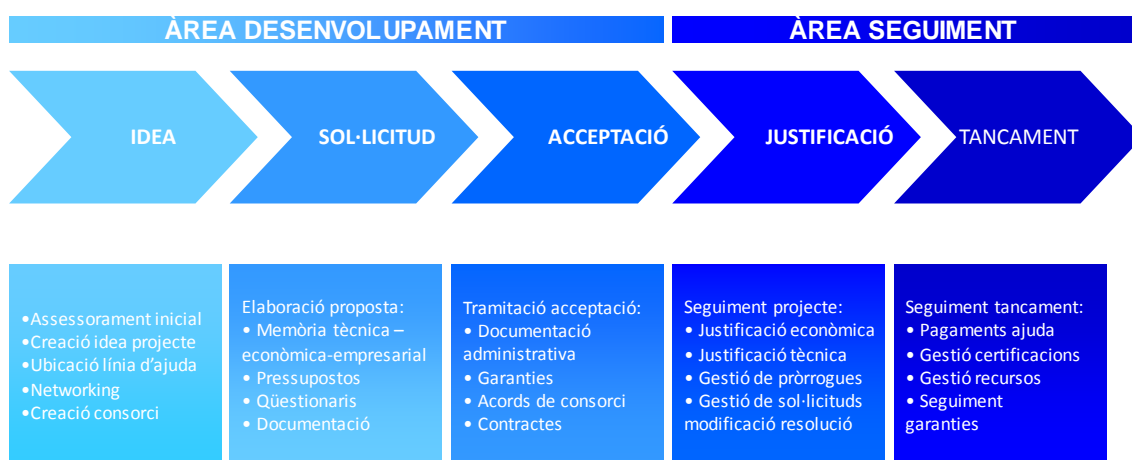 ÀREA DESENVOLUPAMENT
ÀREA SEGUIMENT
IDEA
SOL·LICITUD
ACCEPTACIÓ
JUSTIFICACIÓ
TANCAMENT
•Assessorament inicial
•Creació idea projecte
•Ubicació línia d'ajuda
•Networking
•Creació consorci
Elaboració proposta:
• Memòria tècnica –
econòmica-empresarial
• Pressupostos
• Qüestionaris
• Documentació
Tramitació acceptació:
• Documentació
administrativa
• Garanties
• Acords de consorci
• Contractes
Seguiment projecte:
• Justificació econòmica
• Justificació tècnica
• Gestió de pròrrogues
• Gestió de sol·licituds
modificació resolució
Seguiment tancament:
• Pagaments ajuda
• Gestió certificacions
• Gestió recursos
• Seguiment
garanties